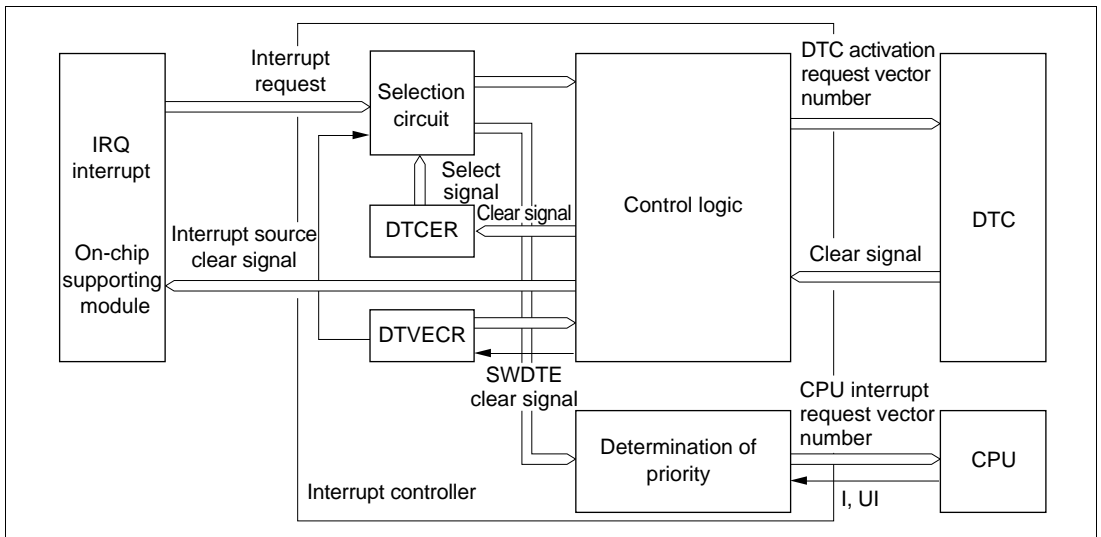 Interrupt
request
Selection
circuit
DTC activation
request vector
number
IRQ
interrupt
Select
signal
Control logic
DTC
DTCER
Clear signal
Interrupt source
clear signal
On-chip
supporting
module
Clear signal
DTVECR
SWDTE
clear signal
CPU interrupt
request vector
number
Determination of
priority
CPU
Interrupt controller
I, UI